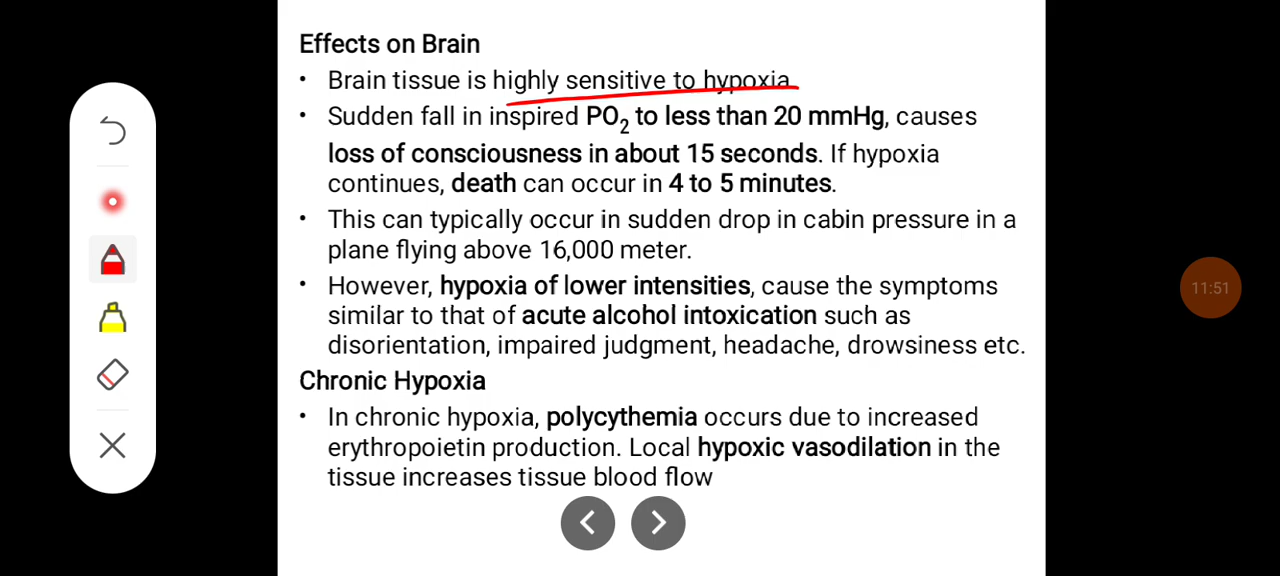 Effects on Brain
• Brain tissue is highly sensitive to hypoxia.
• Sudden fall in inspired PO2 to less than 20 mmHg, causes
loss of consciousness in about 15 seconds. If hypoxia
continues, death can occur in 4 to 5 minutes.
• This can typically occur in sudden drop in cabin pressure in a
plane flying above 16,000 meter.
• However, hypoxia of lower intensities, cause the symptoms
similar to that of acute alcohol intoxication such as
disorientation, impaired judgment, headache, drowsiness etc.
Chronic Hypoxia
• In chronic hypoxia, polycythemia occurs due to increased
erythropoietin production. Local hypoxic vasodilation in the
tissue increases tissue blood flow
11:51